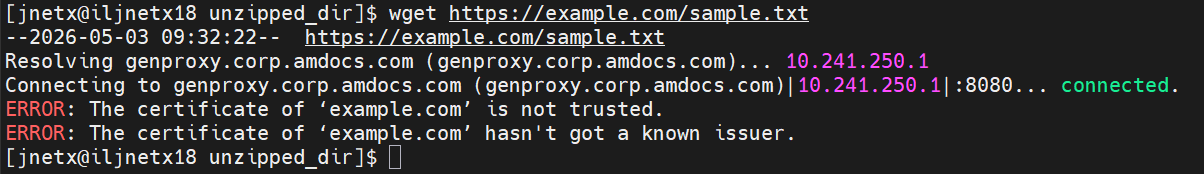 [jnetx@iljnetx18 unzipped_dir]$ wget https://example.com/sample.txt
--2026-05-03 09:32:22--  https://example.com/sample.txt
Resolving genproxy.corp.amdocs.com (genproxy.corp.amdocs.com)... 10.241.250.1
Connecting to genproxy.corp.amdocs.com (genproxy.corp.amdocs.com)|10.241.250.1|:8080... connected.
ERROR: The certificate of ‘example.com’ is not trusted.
ERROR: The certificate of ‘example.com’ hasn't got a known issuer.
[jnetx@iljnetx18 unzipped_dir]$